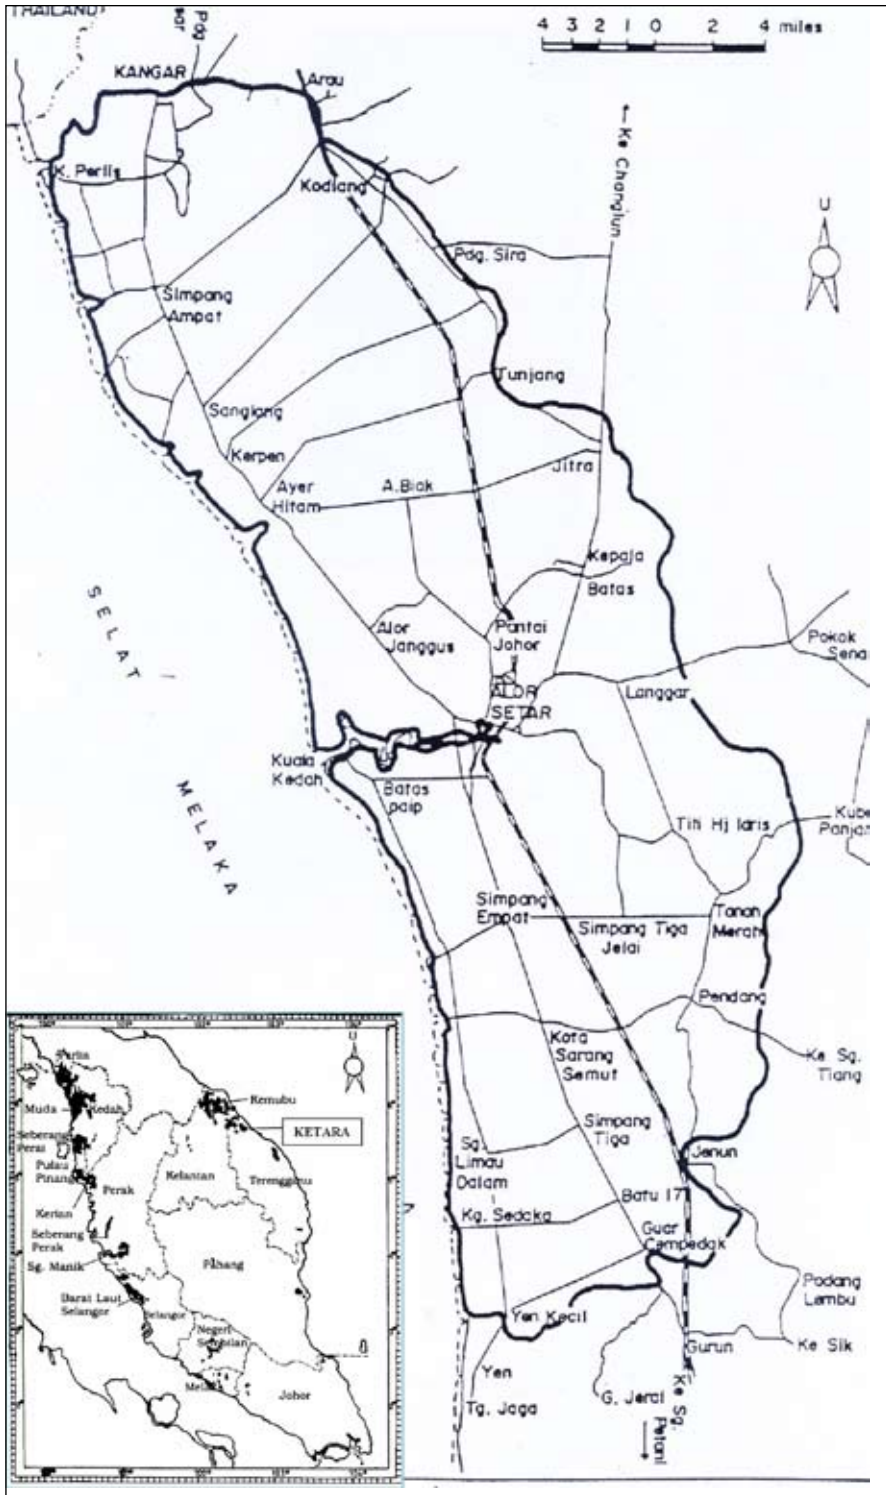 (THAILAND)
Pdg
sar
4 3 2 1 0 2 4 miles
KANGAR
Arau
Ke Changlun
K. Perlis
Kodiang
U
Pdg. Sira
Simpang
Ampat
Tunjang
Sanglang
Kerpen
Jitra
Ayer
Hitam
A. Biak
Kepala
Batas
SELAT
MELAKA
Alor
Janggus
Pantai
Johor
Pokok
Sena
Langgar
ALOR
SETAR
Kuala
Kedah
Batas
paip
Titi Hj Idris
Kubang
Panjang
Simpang
Empat
Simpang Tiga
Jelai
Tanah
Merah
Pendang
Kota
Sarang
Semut
Ke Sg.
Tiang
Simpang
Tiga
Sg.
Limau
Dalam
Jenun
Batu 17
Kg. Sedaka
Guar
Cempedak
Padang
Lembu
Yen Kecil
Gurun
Ke Sik
Yen
G. Jerai
Tg. Jaga
Ke Sg.
Petani
U
Perlis
Muda
Kedah
Kemubu
KETARA
Seberang
Perai
Pulau
Pinang
Kelantan
Terengganu
Perak
Kerian
Seberang
Perak
Sg. Manik
Pahang
Barat Laut
Selangor
Selangor
Negeri
Sembilan
Melaka
Johor